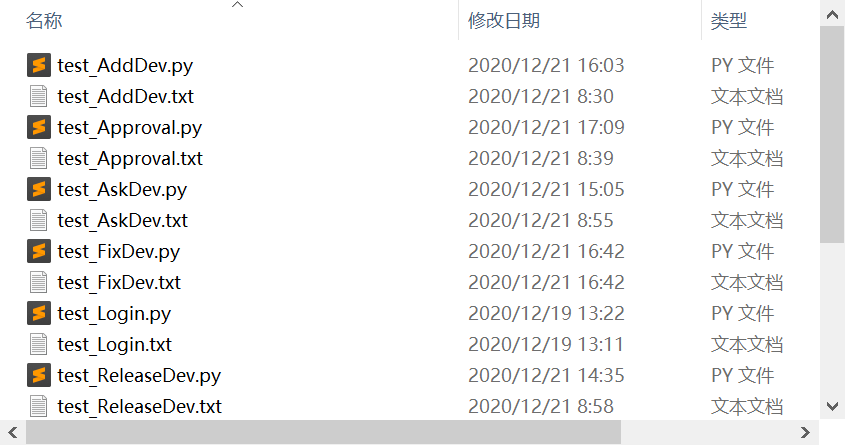 名称 修改日期 类型
test_AddDev.py 2020/12/21 16:03 PY 文件
test_AddDev.txt 2020/12/21 8:30 文本文档
test_Approval.py 2020/12/21 17:09 PY 文件
test_Approval.txt 2020/12/21 8:39 文本文档
test_AskDev.py 2020/12/21 15:05 PY 文件
test_AskDev.txt 2020/12/21 8:55 文本文档
test_FixDev.py 2020/12/21 16:42 PY 文件
test_FixDev.txt 2020/12/21 16:42 文本文档
test_Login.py 2020/12/19 13:22 PY 文件
test_Login.txt 2020/12/19 13:11 文本文档
test_ReleaseDev.py 2020/12/21 14:35 PY 文件
test_ReleaseDev.txt 2020/12/21 8:58 文本文档